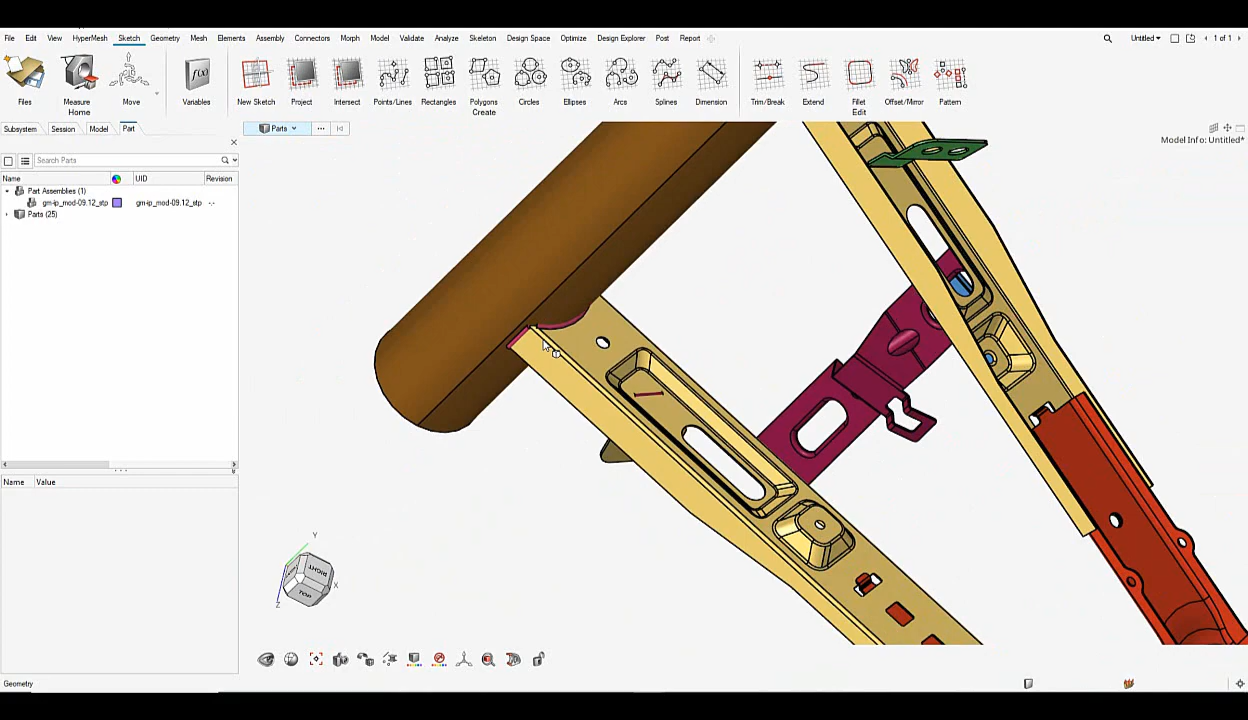 File Edit View HyperMesh Sketch Geometry Mesh Elements Assembly Connectors Morph Model Validate Analyze Skeleton Design Space Optimize Design Explorer Post Report Untitled 1 of 1
f(x)
Files Measure Move Variables New Sketch Project Intersect Points/Lines Rectangles Polygons Circles Ellipses Arcs Splines Dimension Trim/Break Extend Fillet Offset/Mirror Pattern
Home Create Edit
Subsystem Session Model Part
Parts
Model Info: Untitled*
Search Parts
Name UID Revision
Part Assemblies (1)
gm-ip_mod-09.12_stp gm-ip_mod-09.12_stp -.-
Parts (25)
Name Value
Y
RIGHT
X
TOP
Z
Geometry